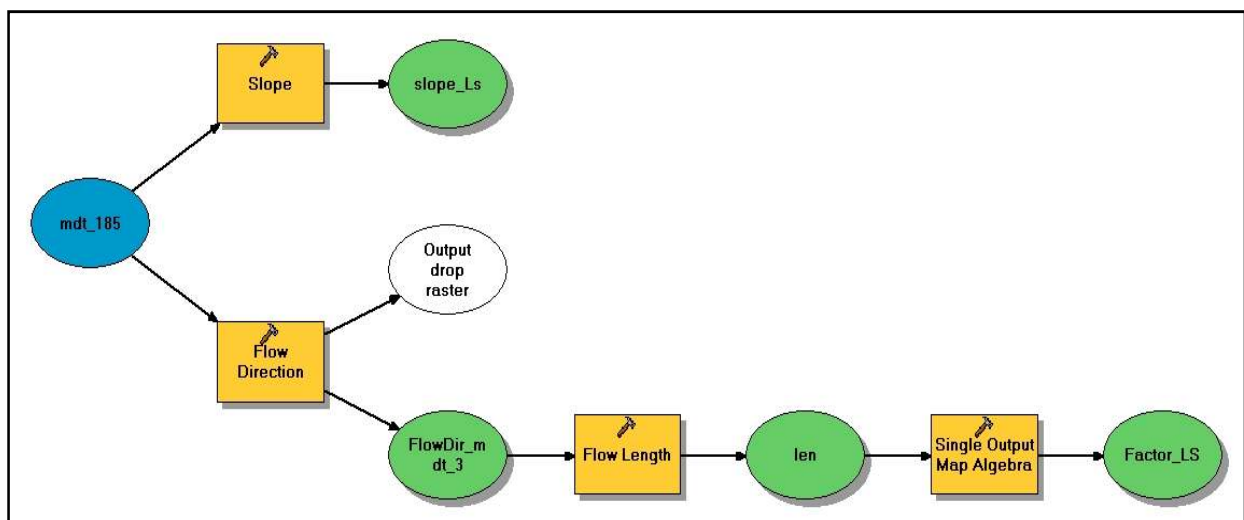 Slope
slope_Ls
mdt_185
Output
drop
raster
Flow
Direction
FlowDir_m
dt_3
Flow Length
len
Single Output
Map Algebra
Factor_LS